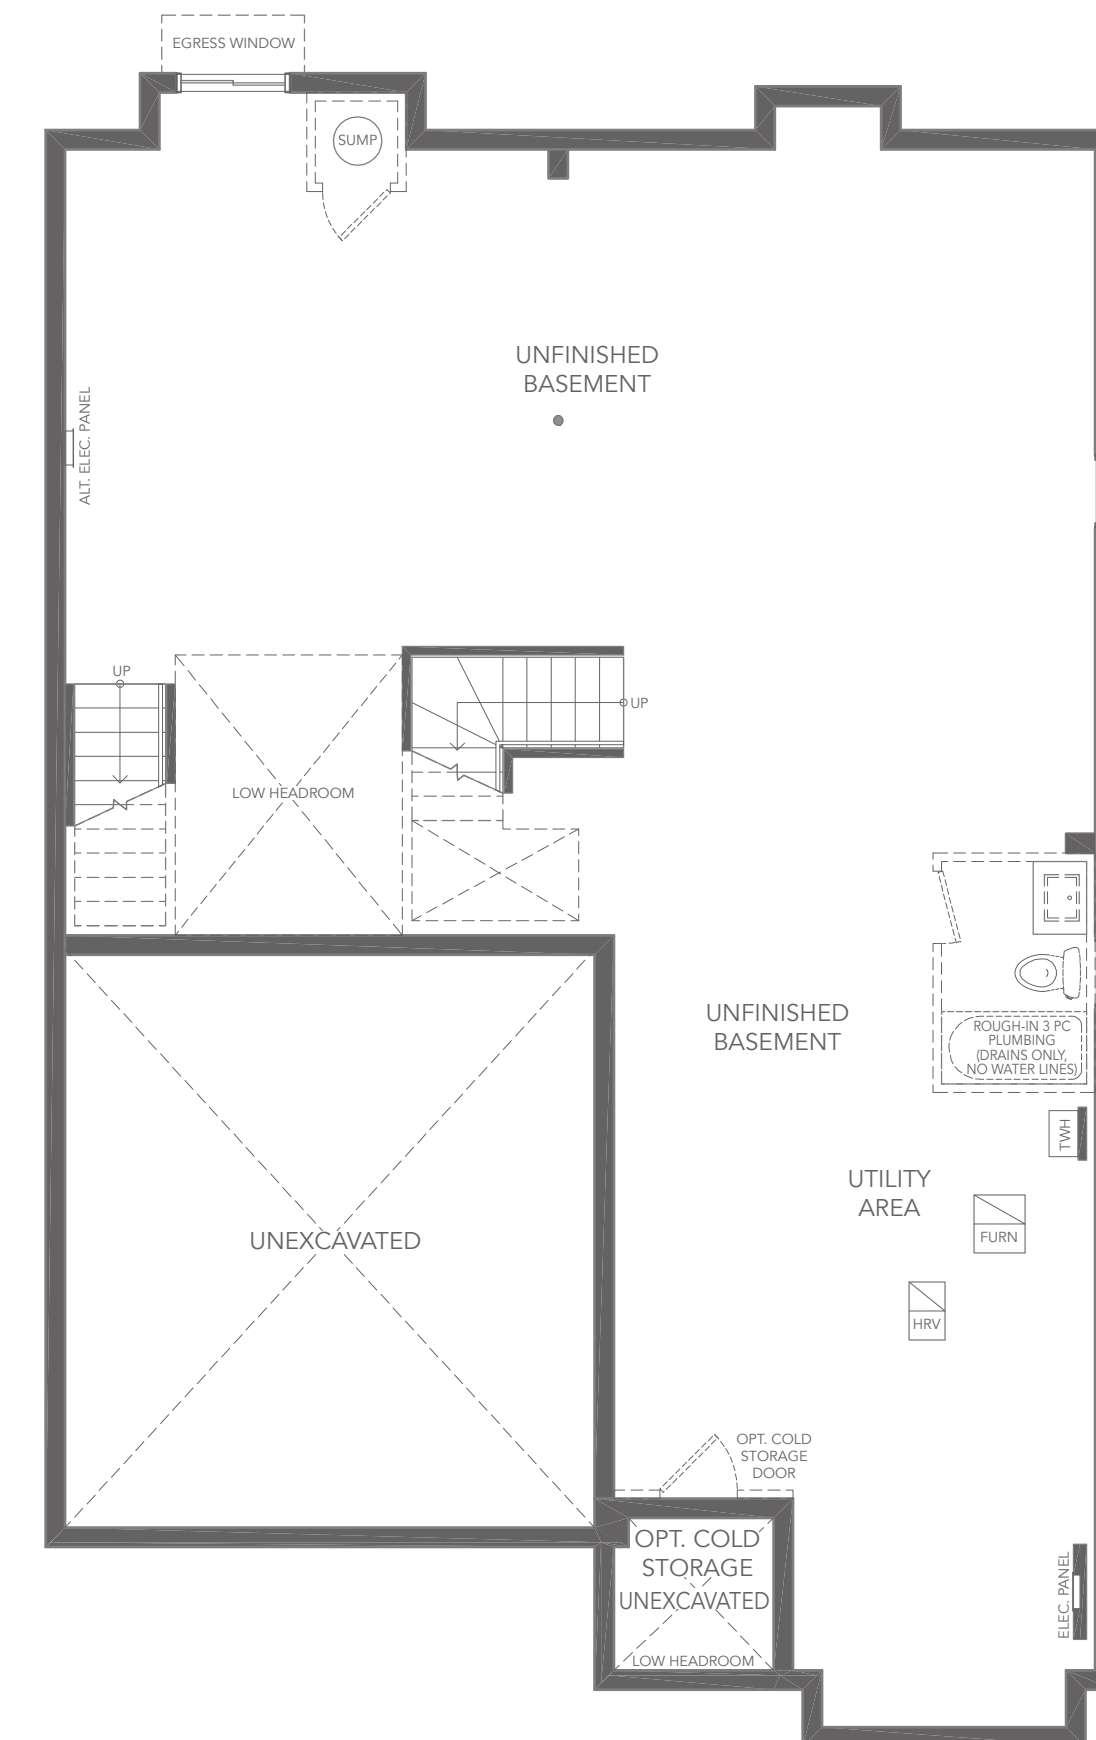 EGRESS WINDOW
SUMP
UNFINISHED
BASEMENT
ALT. ELEC. PANEL
UP
UP
LOW HEADROOM
UNFINISHED
BASEMENT
ROUGH-IN 3 PC
PLUMBING
(DRAINS ONLY,
NO WATER LINES)
TWH
UTILITY
AREA
FURN
UNEXCAVATED
HRV
OPT. COLD
STORAGE
DOOR
OPT. COLD
STORAGE
UNEXCAVATED
LOW HEADROOM
ELEC. PANEL